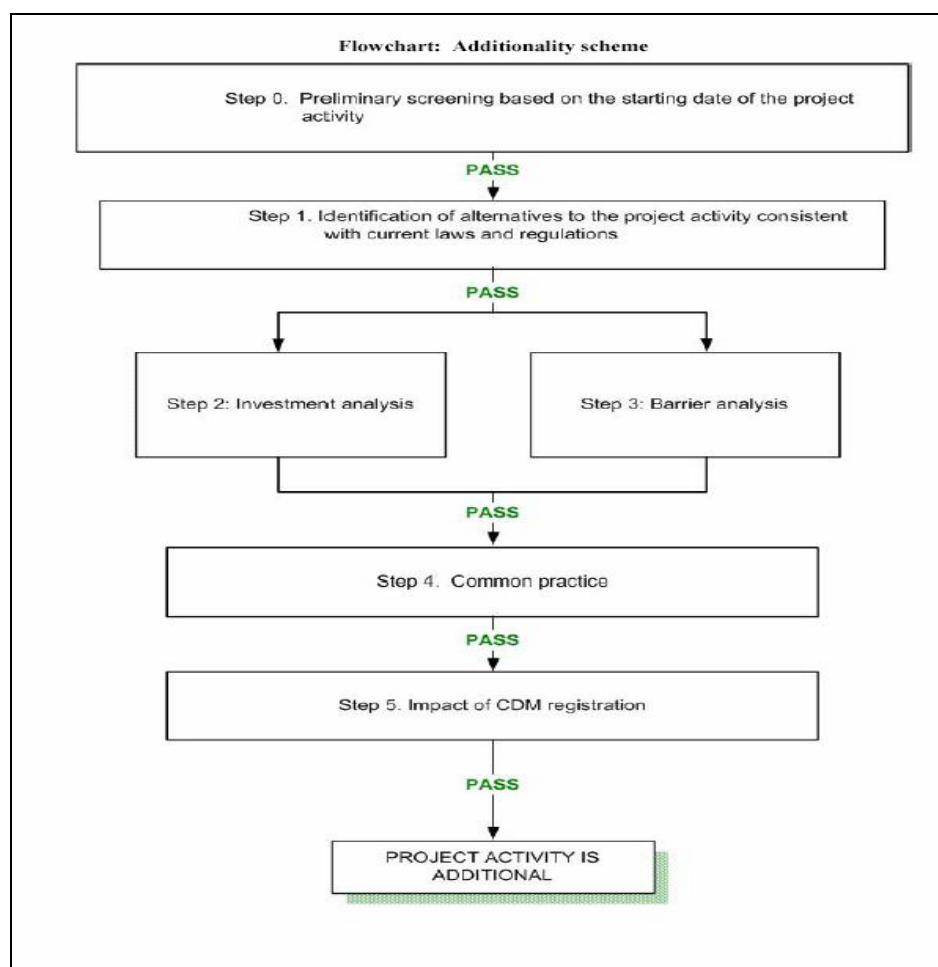 Flowchart: Additionality scheme
Step 0. Preliminary screening based on the starting date of the project
activity
PASS
Step 1. Identification of alternatives to the project activity consistent
with current laws and regulations
PASS
Step 2: Investment analysis
Step 3: Barrier analysis
PASS
Step 4. Common practice
PASS
Step 5. Impact of CDM registration
PASS
PROJECT ACTIVITY IS
ADDITIONAL